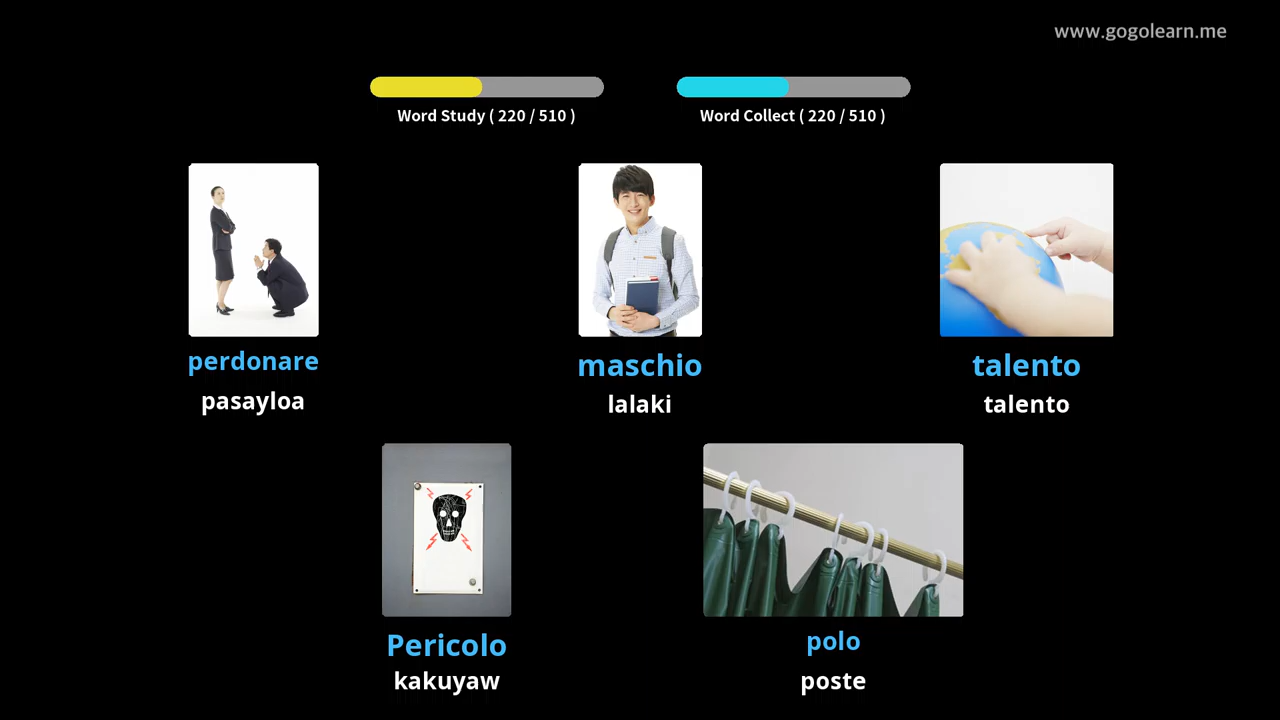 www.gogolearn.me
Word Study ( 220 / 510 )
Word Collect ( 220 / 510 )
perdonare
pasayloa
maschio
lalaki
talento
talento
Pericolo
kakuyaw
polo
poste